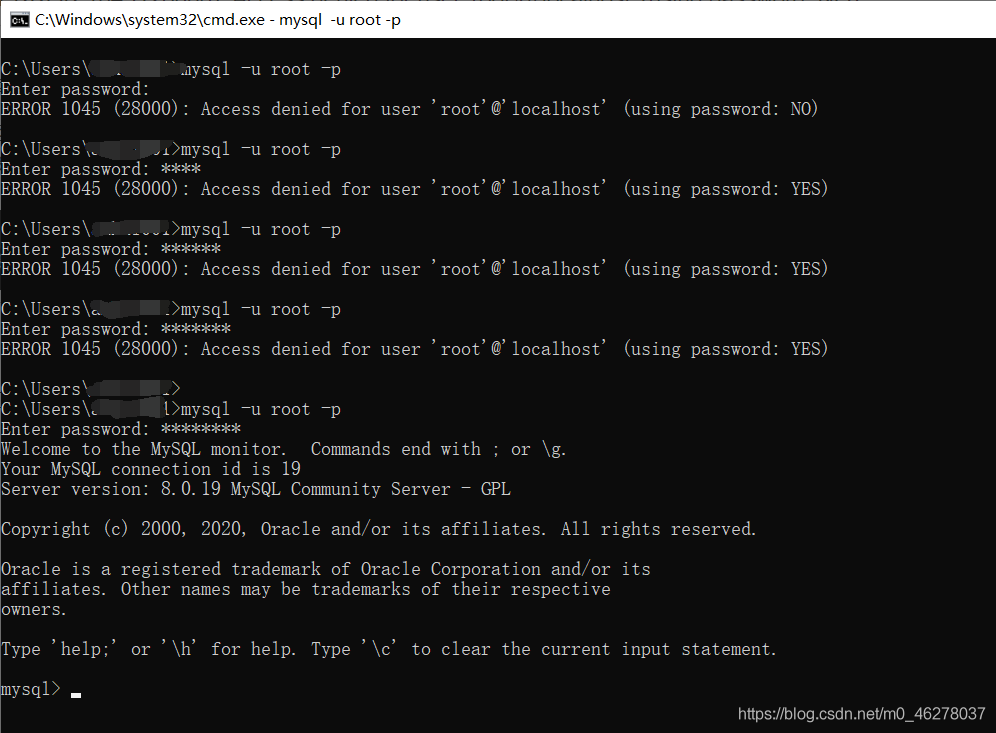 C:\Windows\system32\cmd.exe - mysql  -u root -p
C:\Users\ mysql -u root -p
Enter password:
ERROR 1045 (28000): Access denied for user 'root'@'localhost' (using password: NO)
C:\Users\ >mysql -u root -p
Enter password: ****
ERROR 1045 (28000): Access denied for user 'root'@'localhost' (using password: YES)
C:\Users\ >mysql -u root -p
Enter password: ******
ERROR 1045 (28000): Access denied for user 'root'@'localhost' (using password: YES)
C:\Users\ >mysql -u root -p
Enter password: *******
ERROR 1045 (28000): Access denied for user 'root'@'localhost' (using password: YES)
C:\Users\ >
C:\Users\ >mysql -u root -p
Enter password: ********
Welcome to the MySQL monitor.  Commands end with ; or \g.
Your MySQL connection id is 19
Server version: 8.0.19 MySQL Community Server - GPL
Copyright (c) 2000, 2020, Oracle and/or its affiliates. All rights reserved.
Oracle is a registered trademark of Oracle Corporation and/or its
affiliates. Other names may be trademarks of their respective
owners.
Type 'help;' or '\h' for help. Type '\c' to clear the current input statement.
mysql>
https://blog.csdn.net/m0_46278037